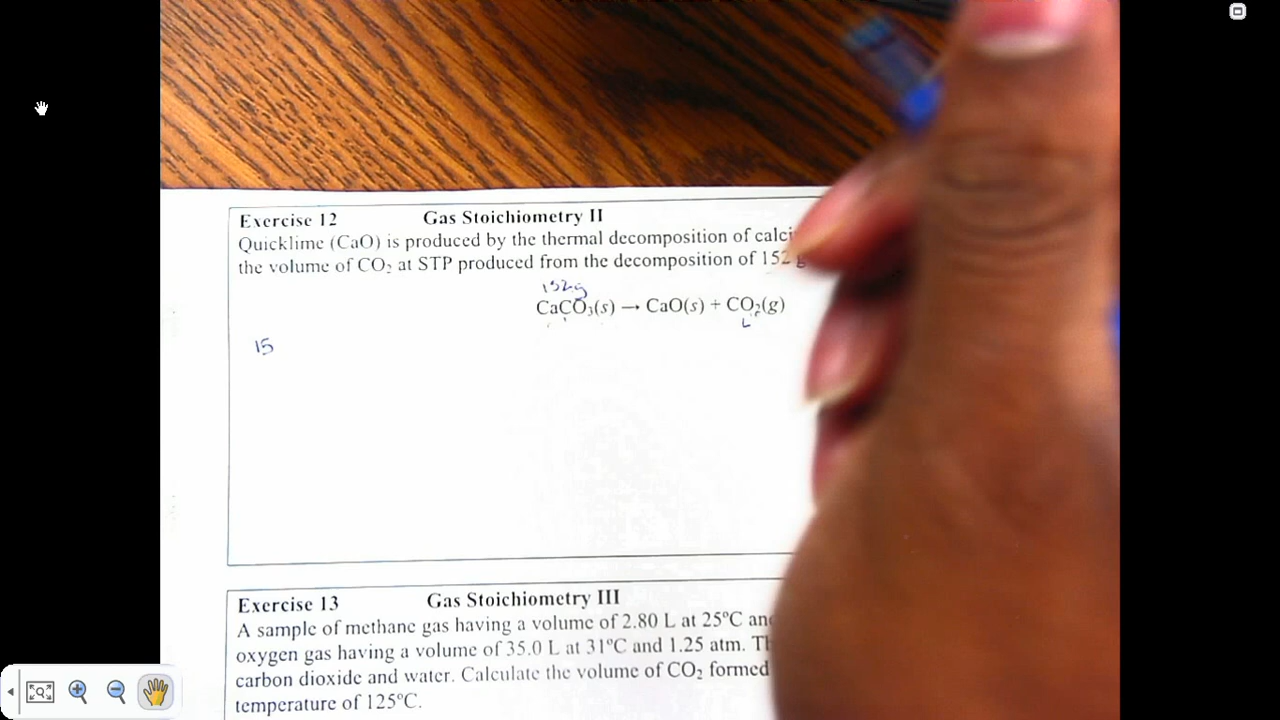 Exercise 12 Gas Stoichiometry II
Quicklime (CaO) is produced by the thermal decomposition of calci
the volume of CO₂ at STP produced from the decomposition of 152 g
152g
CaCO₃(s) → CaO(s) + CO₂(g)
L
15
Exercise 13 Gas Stoichiometry III
A sample of methane gas having a volume of 2.80 L at 25°C and
oxygen gas having a volume of 35.0 L at 31°C and 1.25 atm. Th
carbon dioxide and water. Calculate the volume of CO₂ formed
temperature of 125°C.